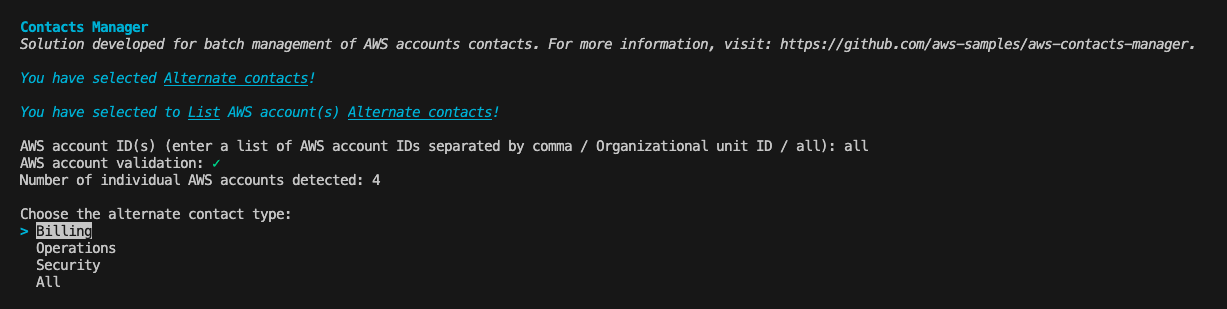 Contacts Manager
Solution developed for batch management of AWS accounts contacts. For more information, visit: https://github.com/aws-samples/aws-contacts-manager.
You have selected Alternate contacts!
You have selected to List AWS account(s) Alternate contacts!
AWS account ID(s) (enter a list of AWS account IDs separated by comma / Organizational unit ID / all): all
AWS account validation: ✓
Number of individual AWS accounts detected: 4
Choose the alternate contact type:
> Billing
Operations
Security
All